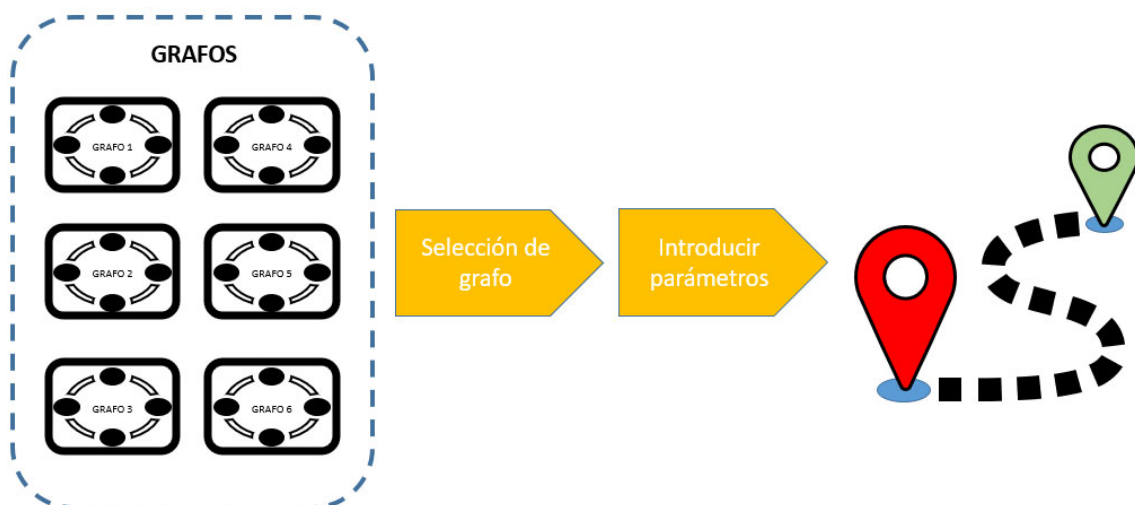 GRAFOS
GRAFO 1
GRAFO 4
GRAFO 2
GRAFO 5
GRAFO 3
GRAFO 6
Selección de
grafo
Introducir
parámetros